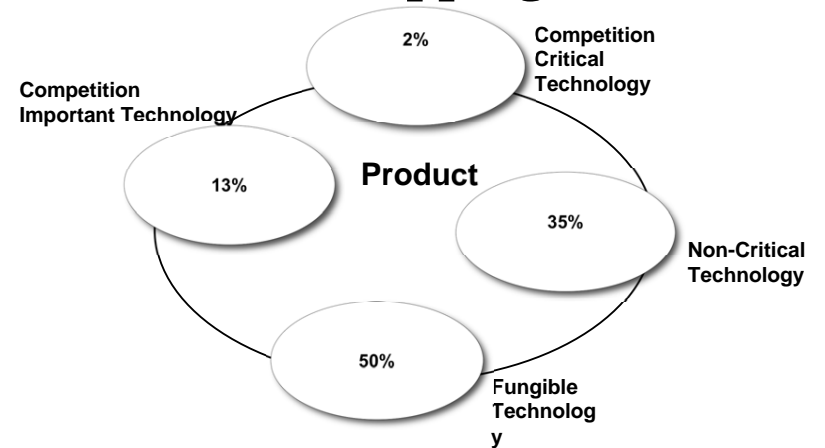 2%
Competition
Critical
Technology
Competition
Important Technology
Product
13%
35%
Non-Critical
Technology
50%
Fungible
Technolog
y